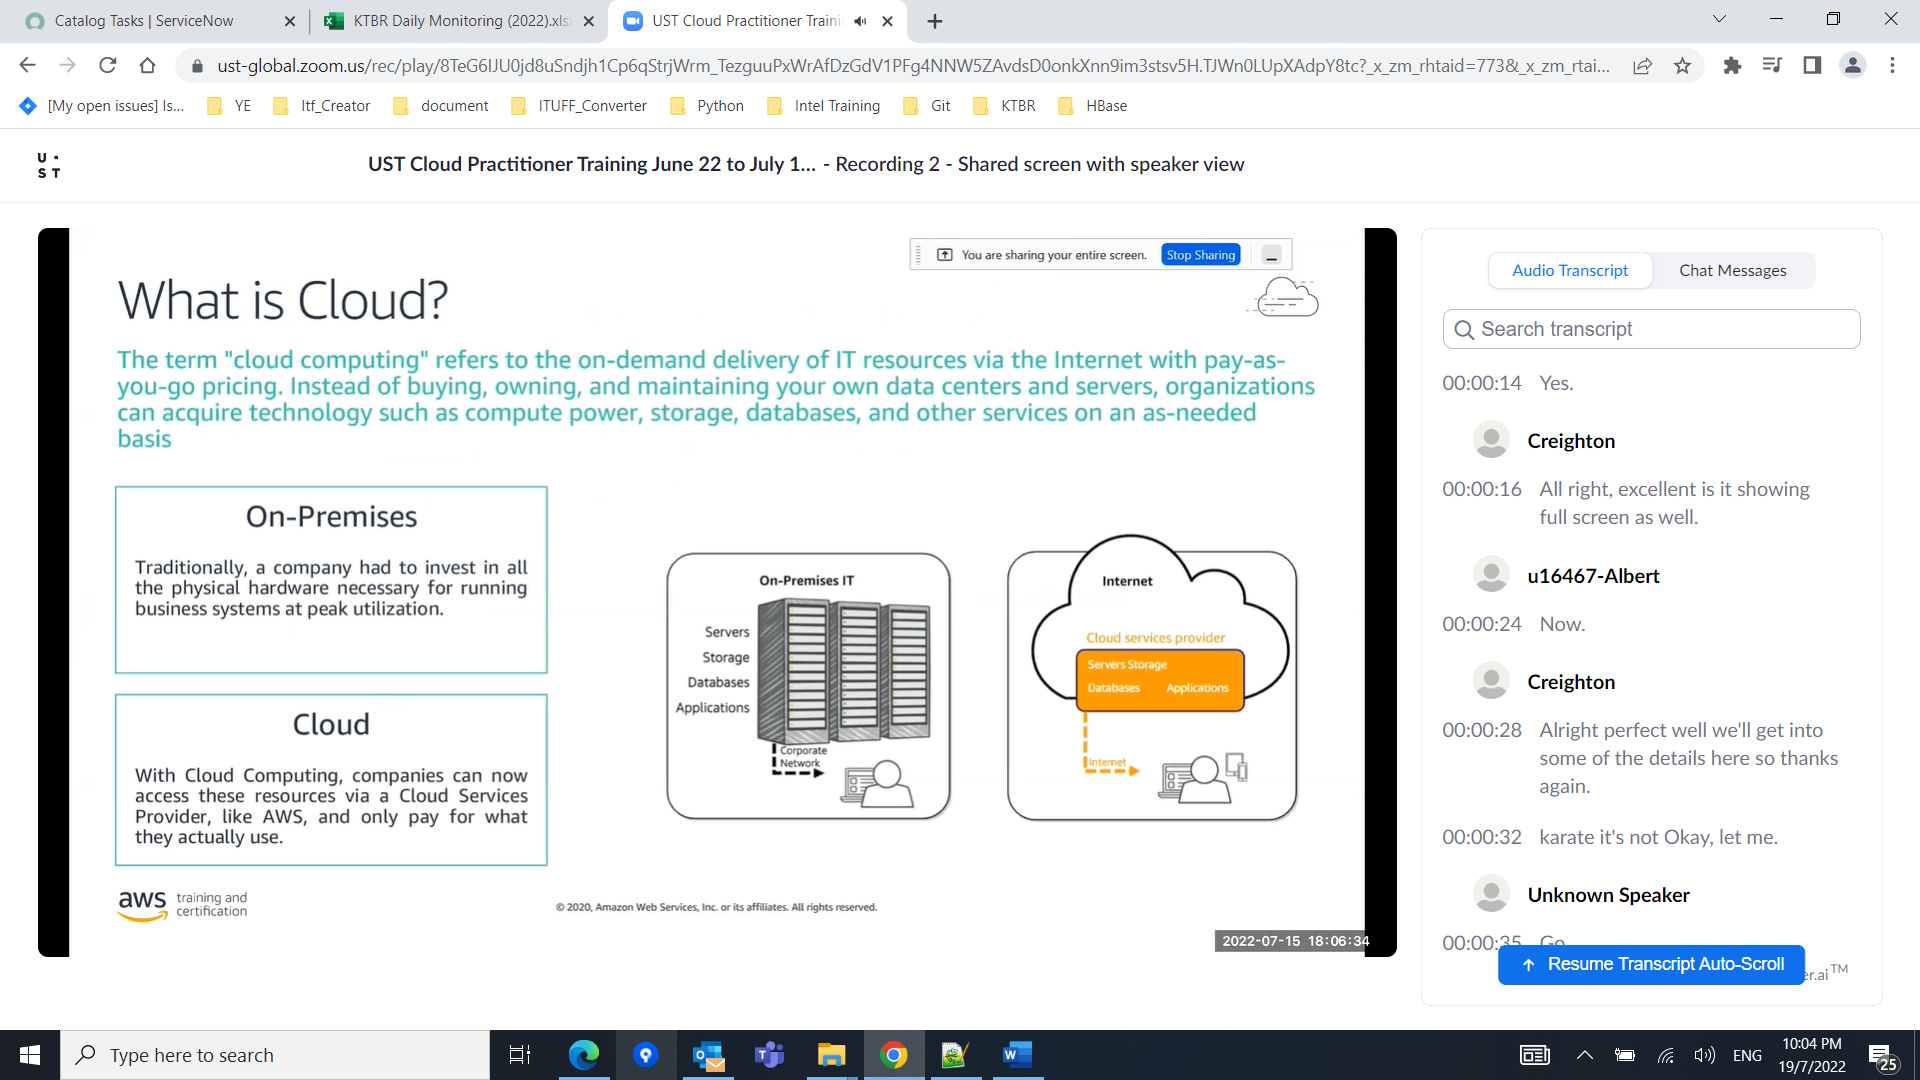 Catalog Tasks | ServiceNow
KTBR Daily Monitoring (2022).xls
UST Cloud Practitioner Traini
ust-global.zoom.us/rec/play/8TeG6IJU0jd8uSndjh1Cp6qStrjWrm_TezguuPxWrAfDzGdV1PFg4NNW5ZAvdsD0onkXnn9im3stsv5H.TJWn0LUpXAdpY8tc?_x_zm_rhtaid=773&_x_zm_rtai...
[My open issues] Is...
YE
Itf_Creator
document
ITUFF_Converter
Python
Intel Training
Git
KTBR
HBase
U·
ST
UST Cloud Practitioner Training June 22 to July 1... - Recording 2 - Shared screen with speaker view
You are sharing your entire screen. Stop Sharing
What is Cloud?
The term "cloud computing" refers to the on-demand delivery of IT resources via the Internet with pay-as-
you-go pricing. Instead of buying, owning, and maintaining your own data centers and servers, organizations
can acquire technology such as compute power, storage, databases, and other services on an as-needed
basis
On-Premises
Traditionally, a company had to invest in all
the physical hardware necessary for running
business systems at peak utilization.
Cloud
With Cloud Computing, companies can now
access these resources via a Cloud Services
Provider, like AWS, and only pay for what
they actually use.
On-Premises IT
Servers
Storage
Databases
Applications
Corporate
Network
Internet
Cloud services provider
Servers Storage
Databases Applications
Internet
aws training and
certification
© 2020, Amazon Web Services, Inc. or its affiliates. All rights reserved.
2022-07-15 18:06:34
Audio Transcript
Chat Messages
Search transcript
00:00:14 Yes.
Creighton
00:00:16 All right, excellent is it showing
full screen as well.
u16467-Albert
00:00:24 Now.
Creighton
00:00:28 Alright perfect well we'll get into
some of the details here so thanks
again.
00:00:32 karate it's not Okay, let me.
Unknown Speaker
00:00:35 Go
Resume Transcript Auto-Scroll
er.ai™
Type here to search
ENG
10:04 PM
19/7/2022
25